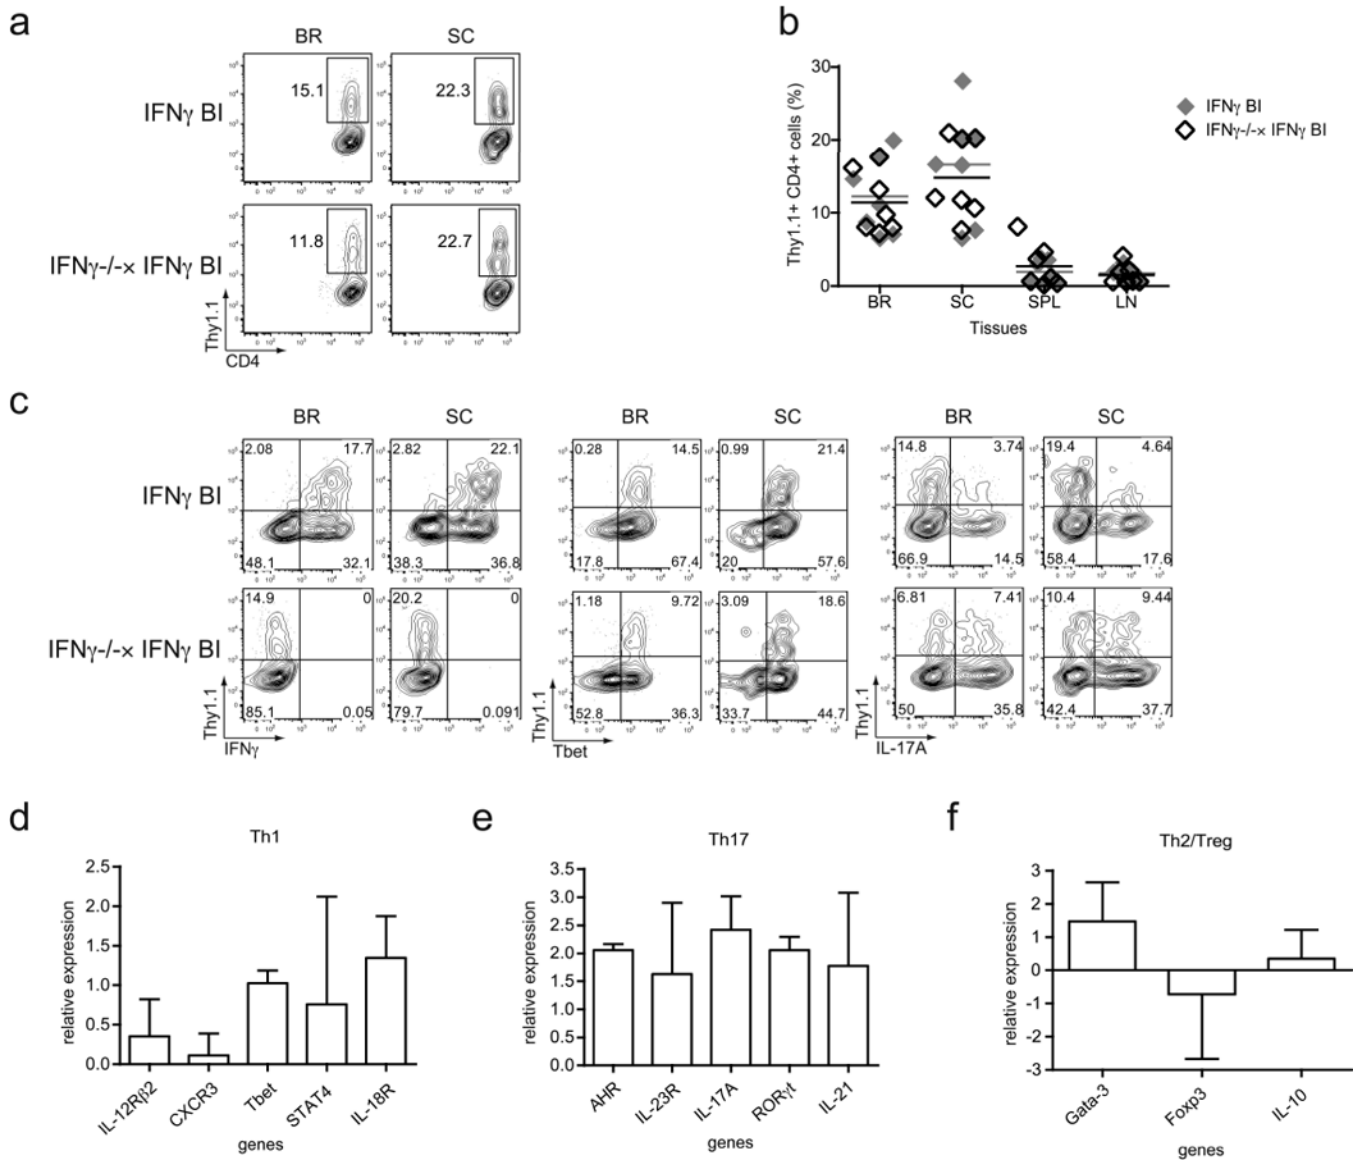 a
BR SC
IFNγ BI
15.1 22.3
IFNγ-/-× IFNγ BI
11.8 22.7
Thy1.1
CD4
b
Thy1.1+ CD4+ cells (%)
30
20
10
0
BR SC SPL LN
Tissues
IFNγ BI
IFNγ-/-× IFNγ BI
c
BR SC BR SC BR SC
IFNγ BI
2.08 17.7 2.82 22.1 0.28 14.5 0.99 21.4 14.8 3.74 19.4 4.64
48.1 32.1 38.3 36.8 17.8 67.4 20 57.6 66.9 14.5 58.4 17.6
IFNγ-/-× IFNγ BI
14.9 0 20.2 0 1.18 9.72 3.09 18.6 6.81 7.41 10.4 9.44
85.1 0.05 79.7 0.091 52.8 36.3 33.7 44.7 50 35.8 42.4 37.7
Thy1.1 Thy1.1 Thy1.1
IFNγ Tbet IL-17A
d
Th1
relative expression
2.5
2.0
1.5
1.0
0.5
0.0
IL-12Rβ2 CXCR3 Tbet STAT4 IL-18R
genes
e
Th17
relative expression
3.5
3.0
2.5
2.0
1.5
1.0
0.5
0.0
AHR IL-23R IL-17A RORγt IL-21
genes
f
Th2/Treg
relative expression
3
2
1
0
-1
-2
-3
Gata-3 Foxp3 IL-10
genes